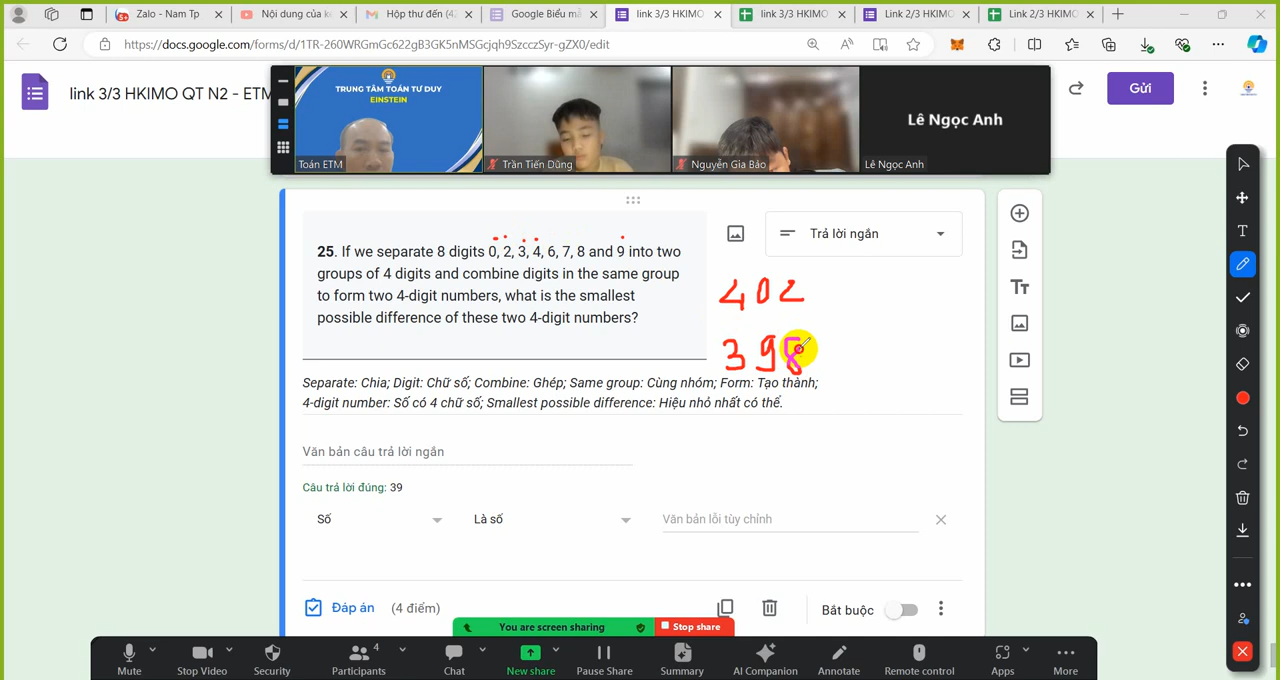 Zalo - Nam Tp
Nội dung của k
Hộp thư đến (42
Google Biểu m
link 3/3 HKIMO
link 3/3 HKIMO
Link 2/3 HKIMO
Link 2/3 HKIMO
https://docs.google.com/forms/d/1TR-260WRGmGc622gB3GK5nMSGcjqh9SzczzSyr-gZX0/edit
link 3/3 HKIMO QT N2 - ETM
Gửi
TRUNG TÂM TOÁN TƯ DUY
EINSTEIN
Toán ETM
Trần Tiến Dũng
Nguyễn Gia Bảo
Lê Ngọc Anh
Lê Ngọc Anh
25. If we separate 8 digits 0, 2, 3, 4, 6, 7, 8 and 9 into two
groups of 4 digits and combine digits in the same group
to form two 4-digit numbers, what is the smallest
possible difference of these two 4-digit numbers?
Trả lời ngắn
402
398
Separate: Chia; Digit: Chữ số; Combine: Ghép; Same group: Cùng nhóm; Form: Tạo thành;
4-digit number: Số có 4 chữ số; Smallest possible difference: Hiệu nhỏ nhất có thể.
Văn bản câu trả lời ngắn
Câu trả lời đúng: 39
Số
Là số
Văn bản lỗi tùy chỉnh
Đáp án
(4 điểm)
Bắt buộc
You are screen sharing
Stop share
Mute
Stop Video
Security
Participants
4
Chat
New share
Pause Share
Summary
AI Companion
Annotate
Remote control
Apps
More